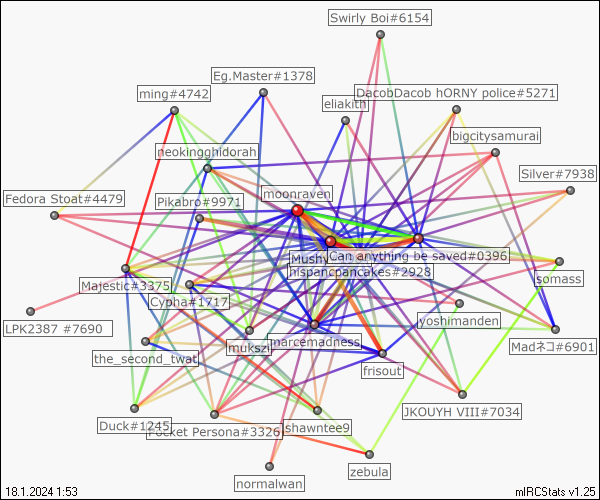 Swirly Boi#6154
Eg.Master#1378
DacobDacob hORNY police#5271
ming#4742
eliakith
bigcitysamurai
neokingghidorah
Silver#7938
moonraven
Fedora Stoat#4479
Pikabro#9971
Mushy
Can anything be saved#0396
hispancpancakes#2928
Majestic#3375
somass
Cypha#1717
LPK2387 #7690
yoshimanden
marcemadness
Madネコ#6901
mukszi
the_second_twat
frisout
JKOUYH VIII#7034
Duck#1245
shawntee9
Pocket Persona#3326
zebula
normalwan
18.1.2024 1:53
mIRCStats v1.25